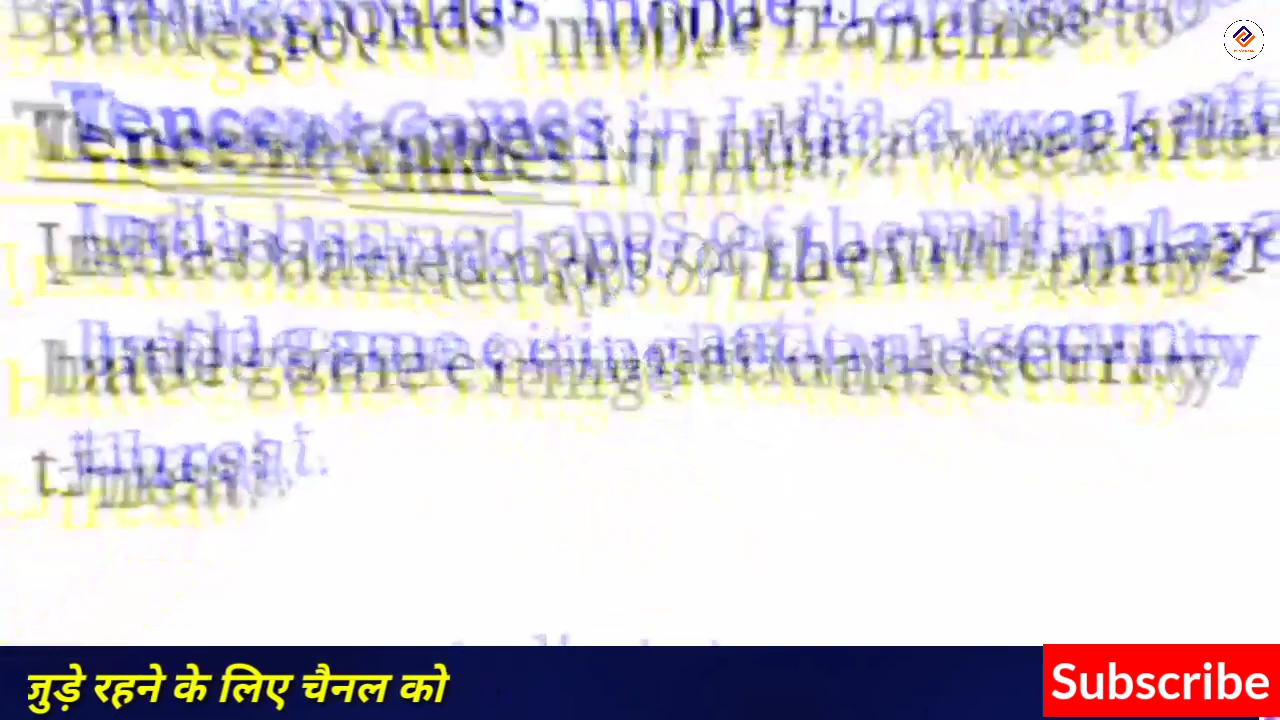 Battlegrounds' mobile franchise to
Tencent Games in India, a week after
India banned apps of the multiplayer
battle game citing national security
threat.
जुड़े रहने के लिए चैनल को
Subscribe